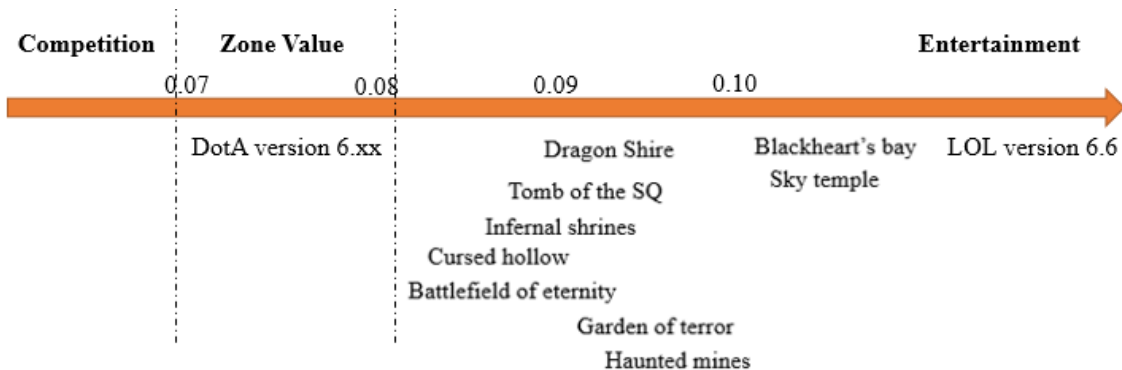 Competition
Zone Value
Entertainment
0.07
0.08
0.09
0.10
DotA version 6.xx
Dragon Shire
Blackheart's bay
LOL version 6.6
Sky temple
Tomb of the SQ
Infernal shrines
Cursed hollow
Battlefield of eternity
Garden of terror
Haunted mines